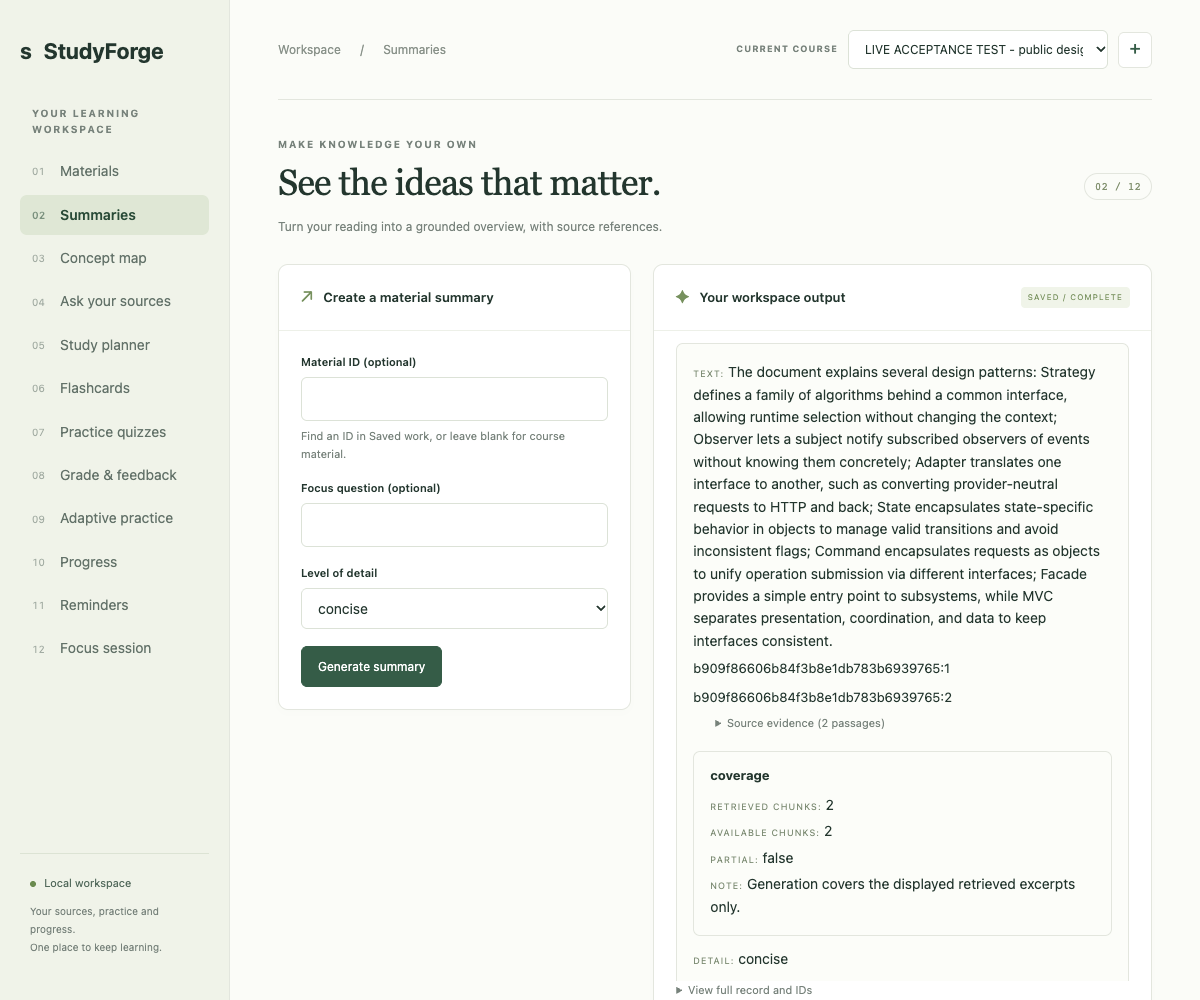 s StudyForge
YOUR LEARNING
WORKSPACE
01 Materials
02 Summaries
03 Concept map
04 Ask your sources
05 Study planner
06 Flashcards
07 Practice quizzes
08 Grade & feedback
09 Adaptive practice
10 Progress
11 Reminders
12 Focus session
Local workspace
Your sources, practice and
progress.
One place to keep learning.
Workspace / Summaries
CURRENT COURSE
LIVE ACCEPTANCE TEST - public desig
+
MAKE KNOWLEDGE YOUR OWN
See the ideas that matter.
02 / 12
Turn your reading into a grounded overview, with source references.
Create a material summary
Material ID (optional)
Find an ID in Saved work, or leave blank for course
material.
Focus question (optional)
Level of detail
concise
Generate summary
Your workspace output
SAVED / COMPLETE
TEXT: The document explains several design patterns: Strategy
defines a family of algorithms behind a common interface,
allowing runtime selection without changing the context;
Observer lets a subject notify subscribed observers of events
without knowing them concretely; Adapter translates one
interface to another, such as converting provider-neutral
requests to HTTP and back; State encapsulates state-specific
behavior in objects to manage valid transitions and avoid
inconsistent flags; Command encapsulates requests as objects
to unify operation submission via different interfaces; Facade
provides a simple entry point to subsystems, while MVC
separates presentation, coordination, and data to keep
interfaces consistent.
b909f86606b84f3b8e1db783b6939765:1
b909f86606b84f3b8e1db783b6939765:2
Source evidence (2 passages)
coverage
RETRIEVED CHUNKS: 2
AVAILABLE CHUNKS: 2
PARTIAL: false
NOTE: Generation covers the displayed retrieved excerpts
only.
DETAIL: concise
View full record and IDs